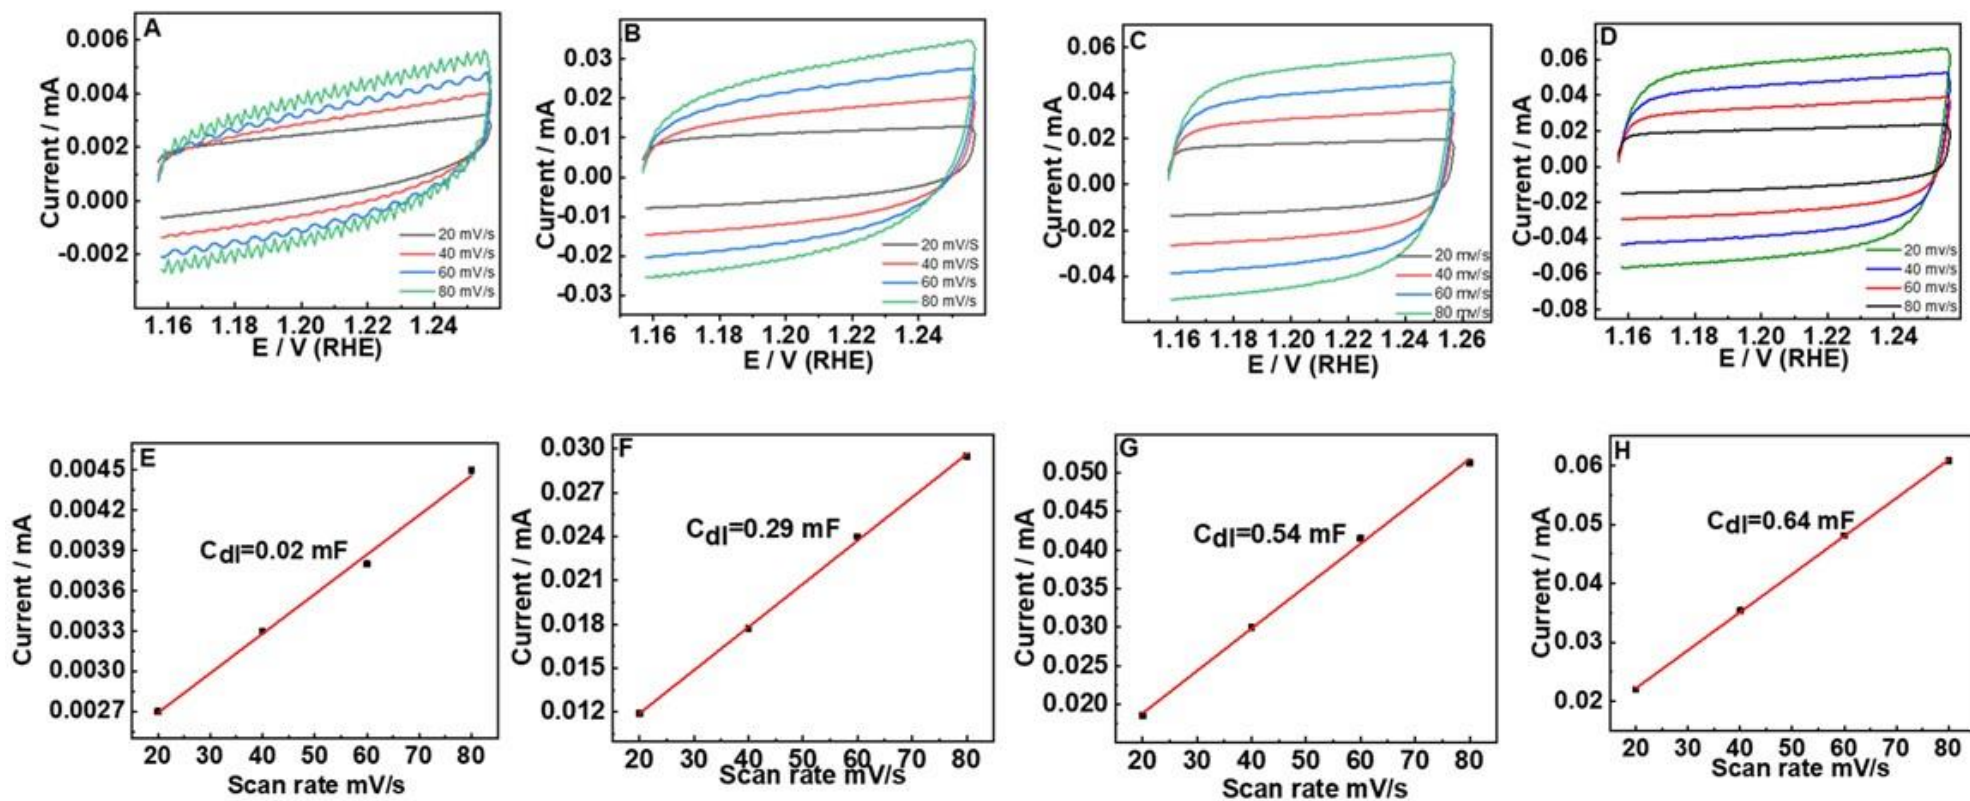 A
0.006
0.004
0.002
0.000
-0.002
Current / mA
20 mV/s
40 mV/s
60 mV/s
80 mV/s
1.16 1.18 1.20 1.22 1.24
E / V (RHE)
B
0.03
0.02
0.01
0.00
-0.01
-0.02
-0.03
Current / mA
20 mV/S
40 mV/S
60 mV/S
80 mV/S
1.16 1.18 1.20 1.22 1.24
E / V (RHE)
C
0.06
0.04
0.02
0.00
-0.02
-0.04
Current / mA
20 mv/s
40 mv/s
60 mv/s
80 mv/s
1.16 1.18 1.20 1.22 1.24 1.26
E / V (RHE)
D
0.06
0.04
0.02
0.00
-0.02
-0.04
-0.06
-0.08
Current / mA
20 mv/s
40 mv/s
60 mv/s
80 mv/s
1.16 1.18 1.20 1.22 1.24
E / V (RHE)
E
0.0045
0.0042
0.0039
0.0036
0.0033
0.0030
0.0027
Current / mA
Cdl=0.02 mF
20 30 40 50 60 70 80
Scan rate mV/s
F
0.030
0.027
0.024
0.021
0.018
0.015
0.012
Current / mA
Cdl=0.29 mF
20 30 40 50 60 70 80
Scan rate mV/s
G
0.050
0.045
0.040
0.035
0.030
0.025
0.020
Current / mA
Cdl=0.54 mF
20 30 40 50 60 70 80
Scan rate mV/s
H
0.06
0.05
0.04
0.03
0.02
Current / mA
Cdl=0.64 mF
20 30 40 50 60 70 80
Scan rate mV/s